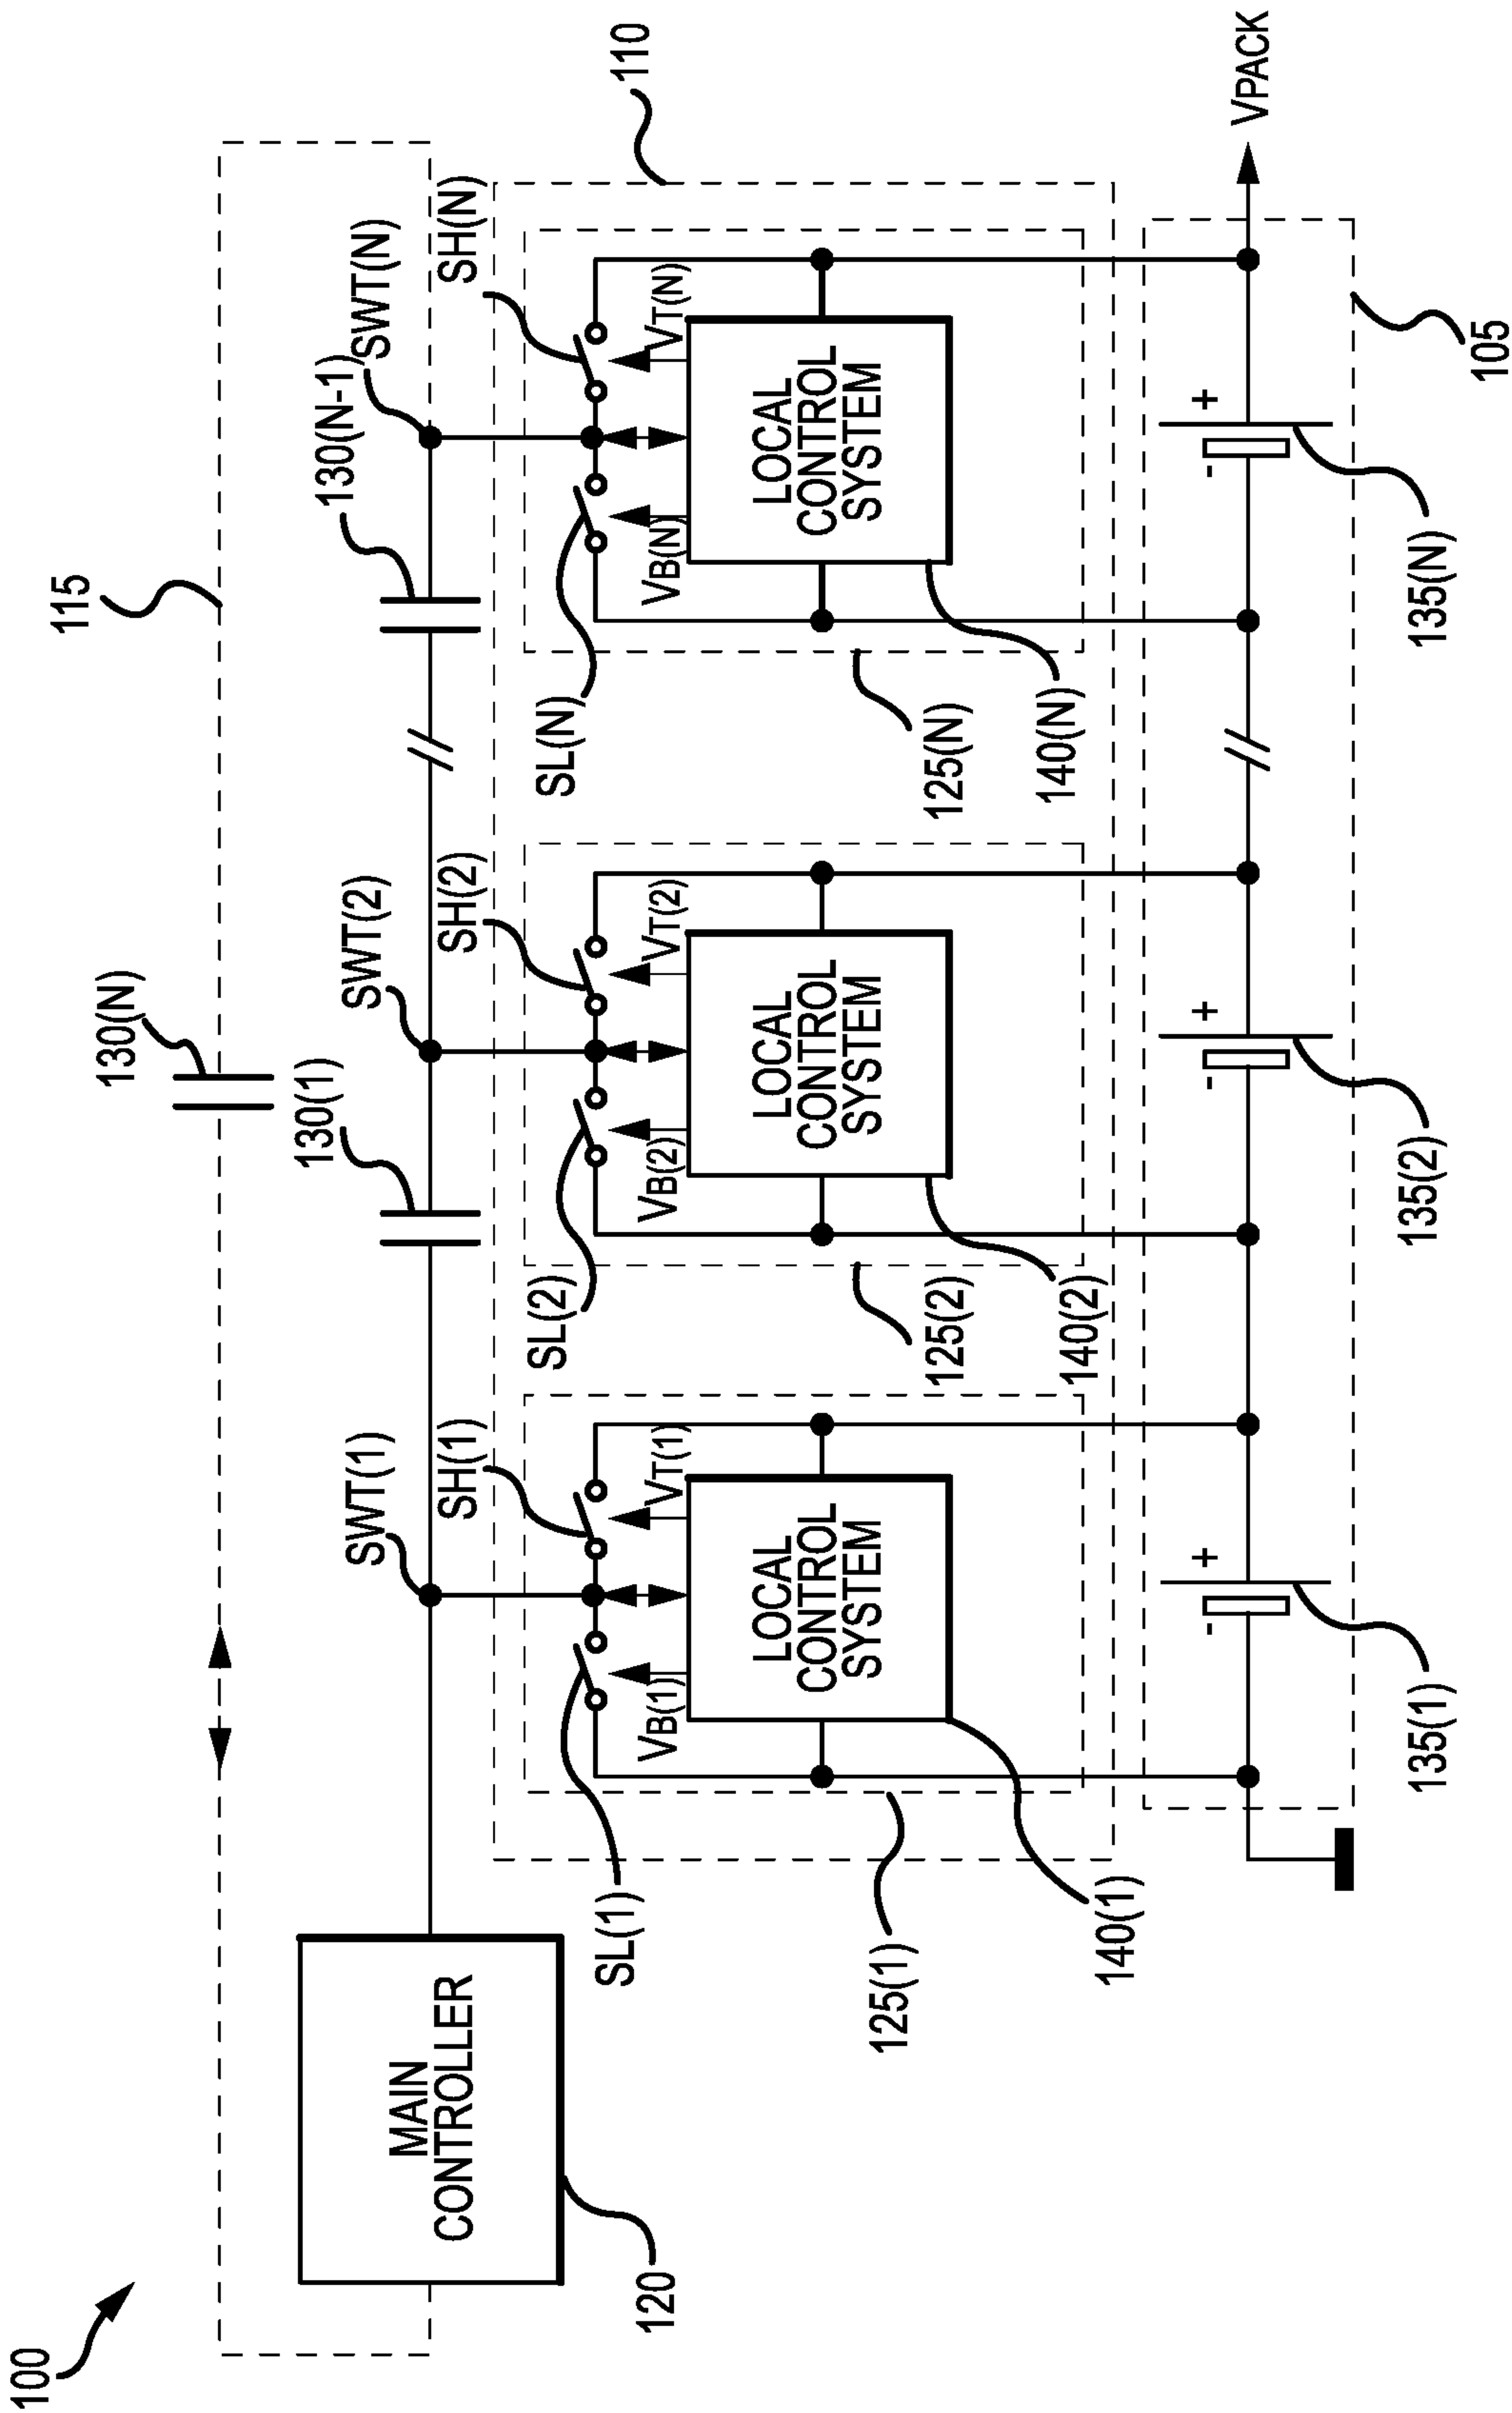 100
115
130(N)
MAIN
CONTROLLER
120
SWT(1)
130(1)
SWT(2)
130(N-1)
SWT(N)
SH(1)
SH(2)
SH(N)
110
SL(1)
SL(2)
SL(N)
VB(1)
VT(1)
VB(2)
VT(2)
VB(N)
VT(N)
LOCAL
CONTROL
SYSTEM
LOCAL
CONTROL
SYSTEM
LOCAL
CONTROL
SYSTEM
125(1)
125(2)
125(N)
140(1)
140(2)
140(N)
- +
- +
- +
VPACK
135(1)
135(2)
135(N)
105